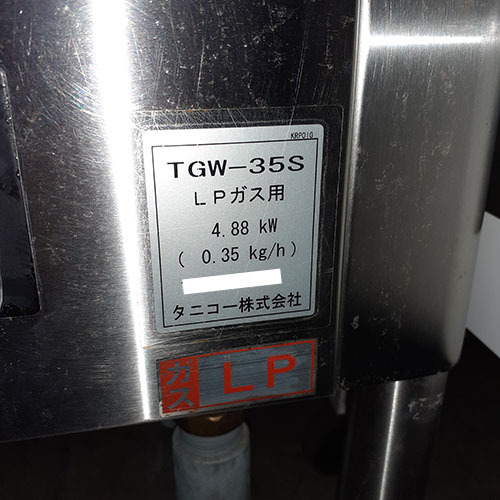 KRP01G
TGW-35S
LPガス用
4.88 kW
( 0.35 kg/h )
タニコー株式会社
ガス LP